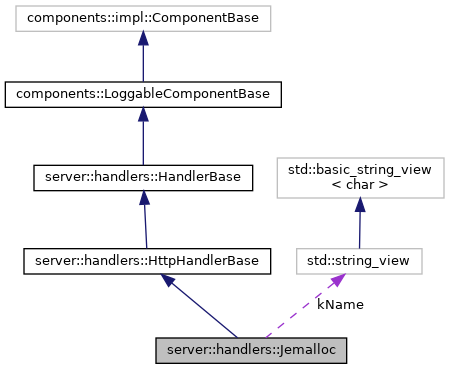 components::impl::ComponentBase
components::LoggableComponentBase
server::handlers::HandlerBase
std::basic_string_view
< char >
server::handlers::HttpHandlerBase
std::string_view
kName
server::handlers::Jemalloc